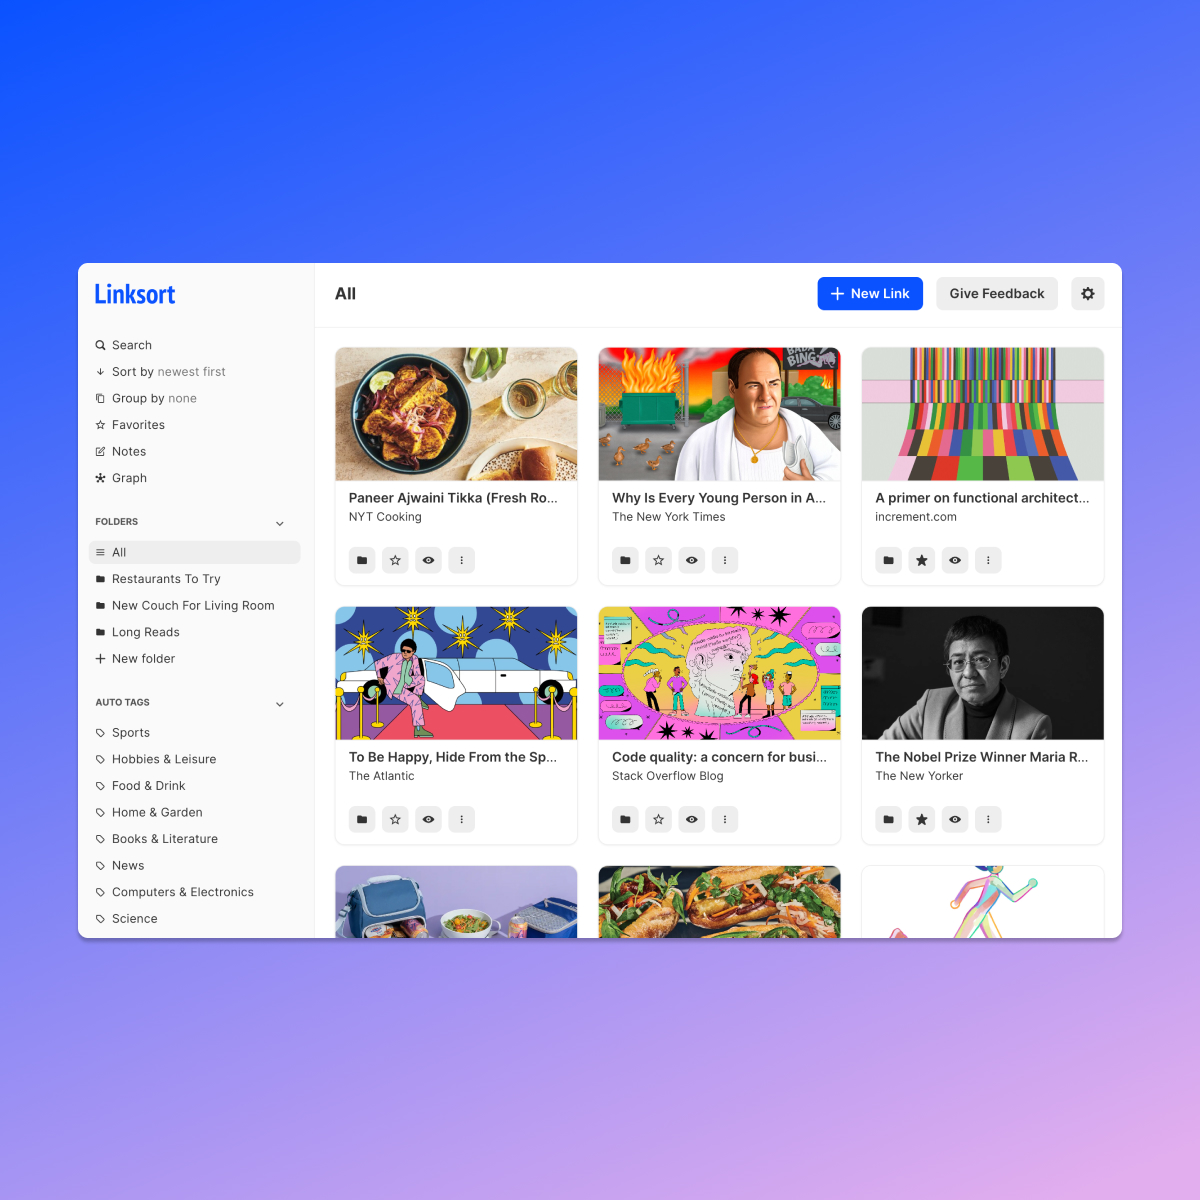 Linksort
Search
Sort by newest first
Group by none
Favorites
Notes
Graph
FOLDERS
All
Restaurants To Try
New Couch For Living Room
Long Reads
New folder
AUTO TAGS
Sports
Hobbies & Leisure
Food & Drink
Home & Garden
Books & Literature
News
Computers & Electronics
Science
All
New Link
Give Feedback
BADA
BING
Paneer Ajwaini Tikka (Fresh Ro...
NYT Cooking
Why Is Every Young Person in A...
The New York Times
A primer on functional architect...
increment.com
To Be Happy, Hide From the Sp...
The Atlantic
Code quality: a concern for busi...
Stack Overflow Blog
The Nobel Prize Winner Maria R...
The New Yorker